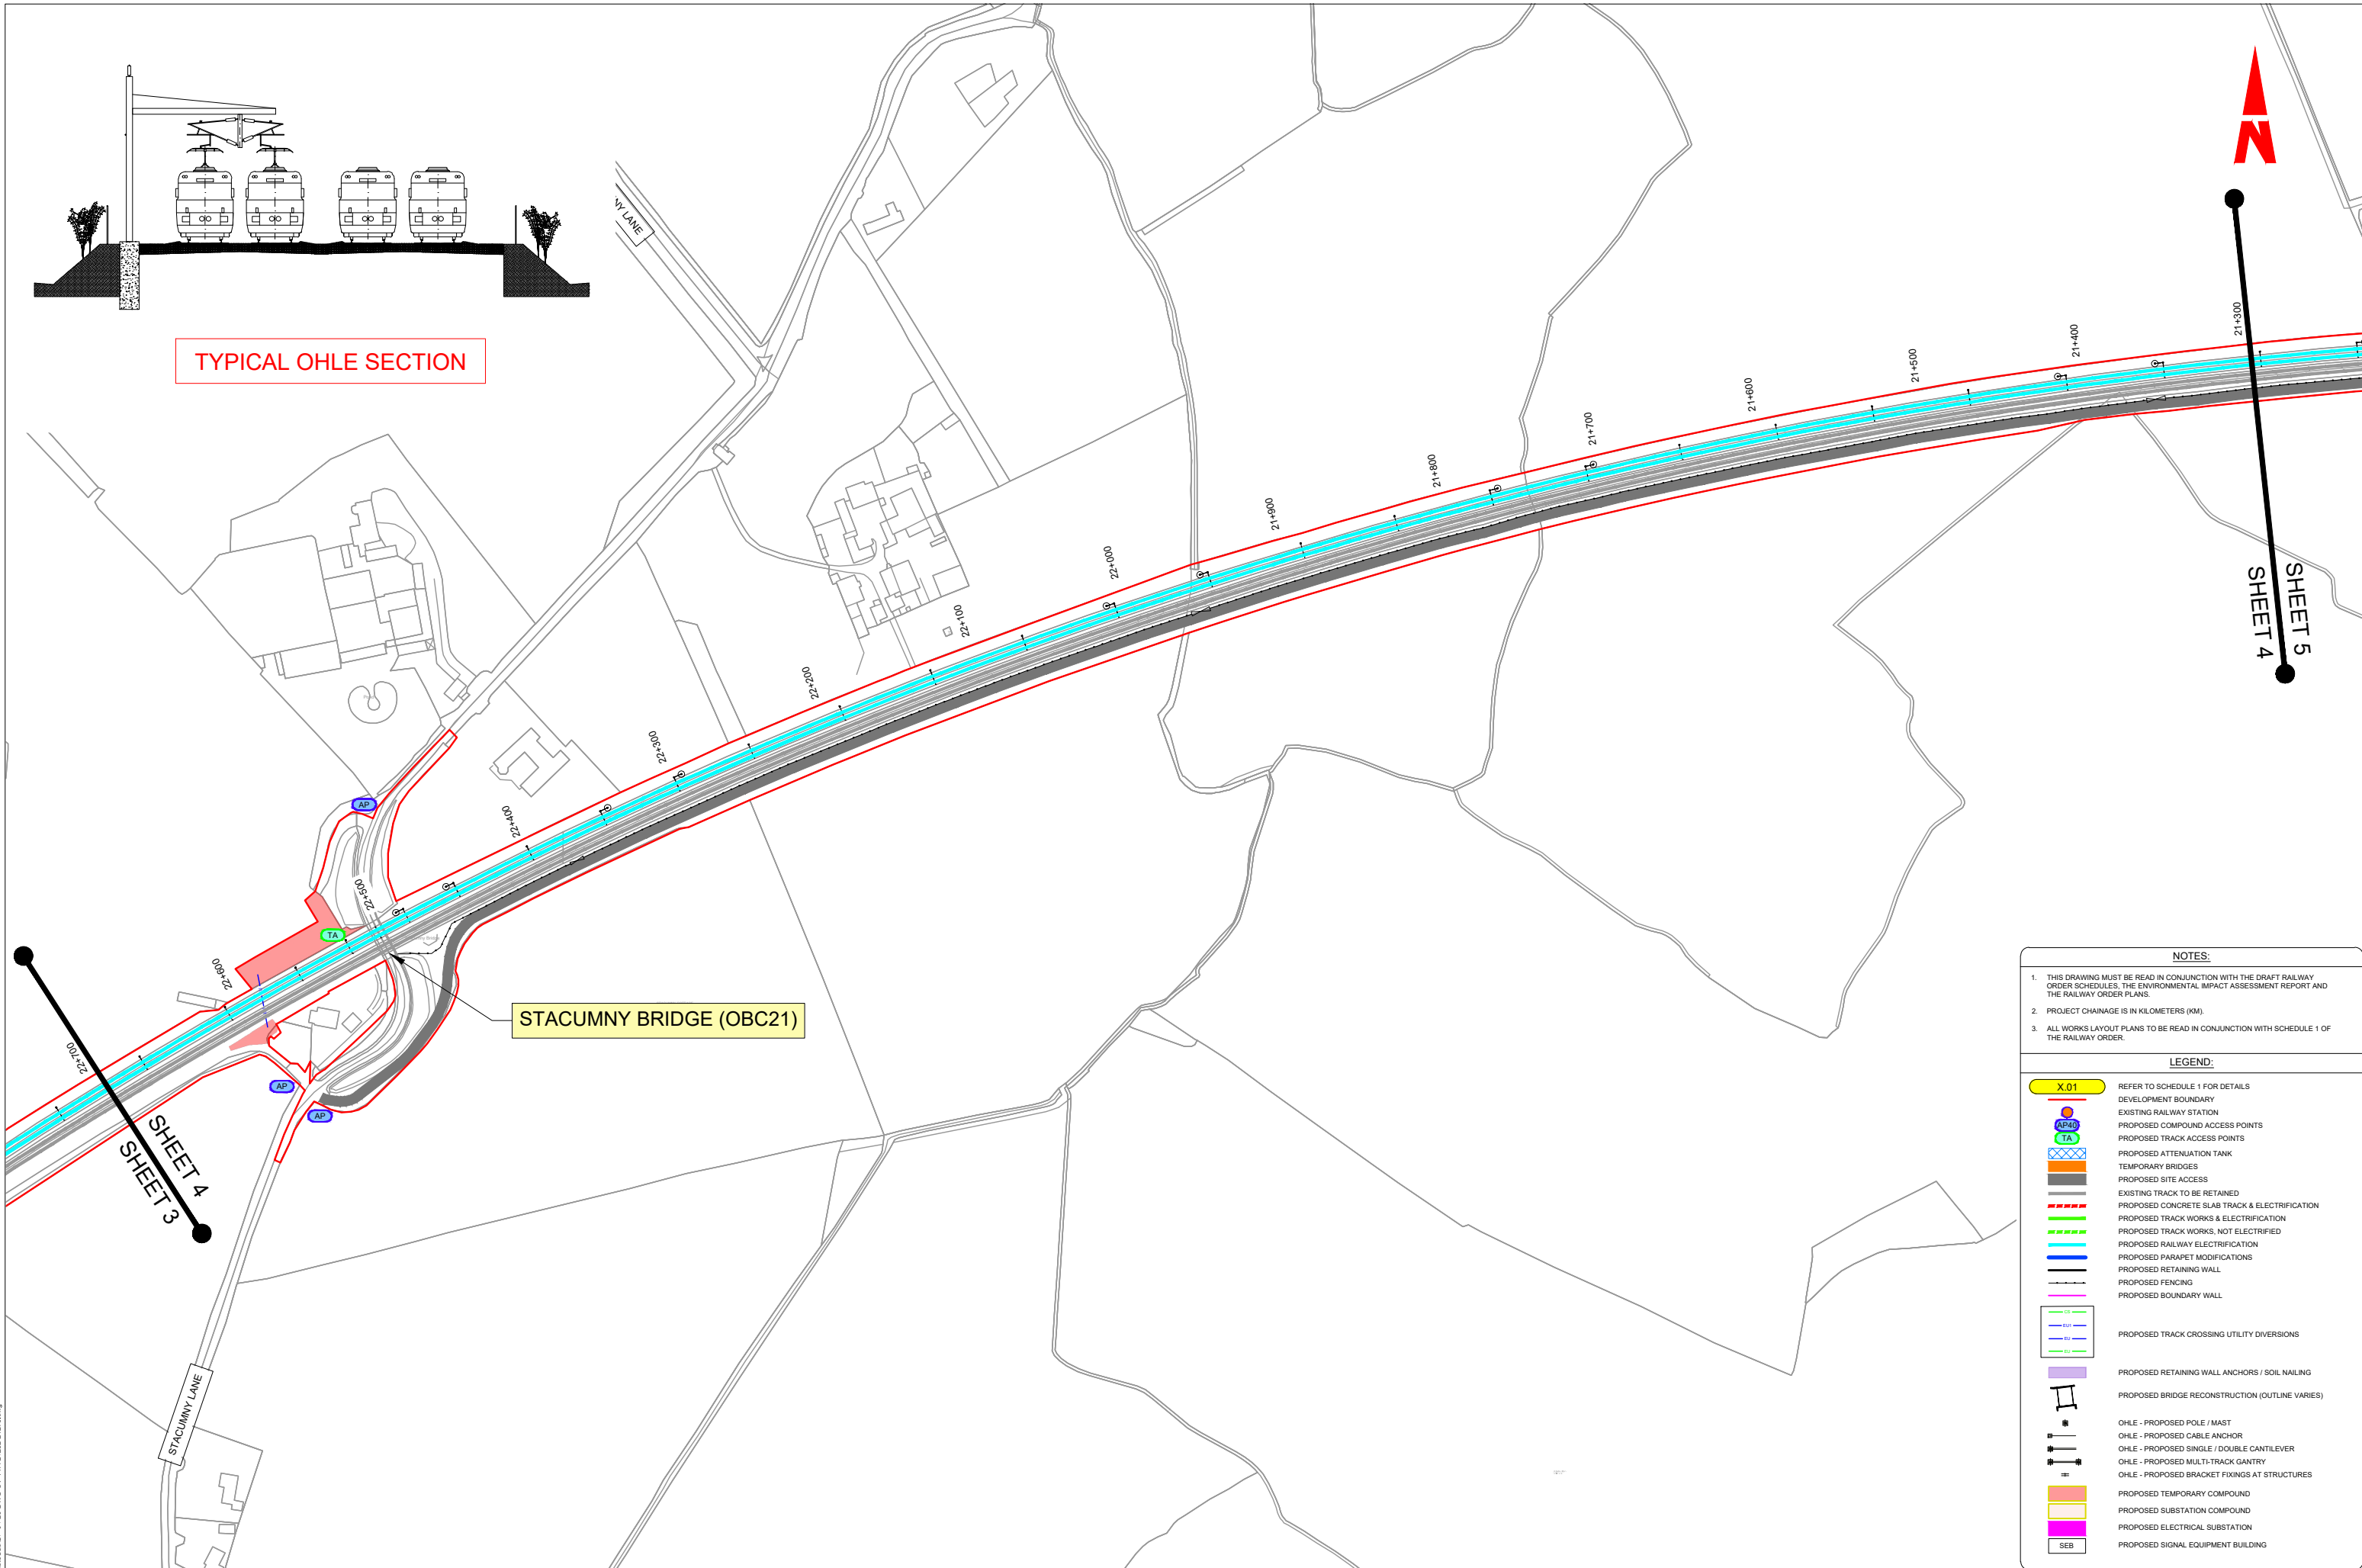 TYPICAL OHLE SECTION
NY LANE
N
21+300
21+400
21+500
21+600
21+700
21+800
21+900
22+000
22+100
22+200
22+300
22+400
22+500
22+600
22+700
SHEET 5
SHEET 4
AP
TA
AP
AP
STACUMNY BRIDGE (OBC21)
SHEET 4
SHEET 3
STACUMNY LANE
NOTES:
1. THIS DRAWING MUST BE READ IN CONJUNCTION WITH THE DRAFT RAILWAY
ORDER SCHEDULES, THE ENVIRONMENTAL IMPACT ASSESSMENT REPORT AND
THE RAILWAY ORDER PLANS.
2. PROJECT CHAINAGE IS IN KILOMETERS (KM).
3. ALL WORKS LAYOUT PLANS TO BE READ IN CONJUNCTION WITH SCHEDULE 1 OF
THE RAILWAY ORDER.
LEGEND:
X.01 REFER TO SCHEDULE 1 FOR DETAILS
DEVELOPMENT BOUNDARY
EXISTING RAILWAY STATION
AP40 PROPOSED COMPOUND ACCESS POINTS
TA PROPOSED TRACK ACCESS POINTS
PROPOSED ATTENUATION TANK
TEMPORARY BRIDGES
PROPOSED SITE ACCESS
EXISTING TRACK TO BE RETAINED
PROPOSED CONCRETE SLAB TRACK & ELECTRIFICATION
PROPOSED TRACK WORKS & ELECTRIFICATION
PROPOSED TRACK WORKS, NOT ELECTRIFIED
PROPOSED RAILWAY ELECTRIFICATION
PROPOSED PARAPET MODIFICATIONS
PROPOSED RETAINING WALL
PROPOSED FENCING
PROPOSED BOUNDARY WALL
PROPOSED TRACK CROSSING UTILITY DIVERSIONS
PROPOSED RETAINING WALL ANCHORS / SOIL NAILING
PROPOSED BRIDGE RECONSTRUCTION (OUTLINE VARIES)
OHLE - PROPOSED POLE / MAST
OHLE - PROPOSED CABLE ANCHOR
OHLE - PROPOSED SINGLE / DOUBLE CANTILEVER
OHLE - PROPOSED MULTI-TRACK GANTRY
OHLE - PROPOSED BRACKET FIXINGS AT STRUCTURES
PROPOSED TEMPORARY COMPOUND
PROPOSED SUBSTATION COMPOUND
PROPOSED ELECTRICAL SUBSTATION
SEB PROPOSED SIGNAL EQUIPMENT BUILDING